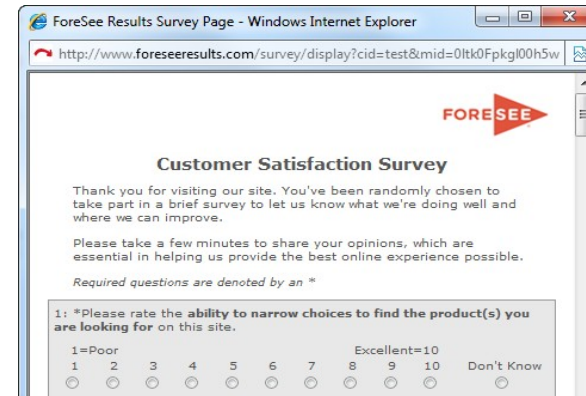 ForeSee Results Survey Page - Windows Internet Explorer
http://www.foreseeresults.com/survey/display?cid=test&mid=0Itk0Fpkgl00h5w
FORESEE
Customer Satisfaction Survey
Thank you for visiting our site. You've been randomly chosen to
take part in a brief survey to let us know what we're doing well and
where we can improve.
Please take a few minutes to share your opinions, which are
essential in helping us provide the best online experience possible.
Required questions are denoted by an *
1: *Please rate the ability to narrow choices to find the product(s) you
are looking for on this site.
1=Poor Excellent=10
1 2 3 4 5 6 7 8 9 10 Don't Know